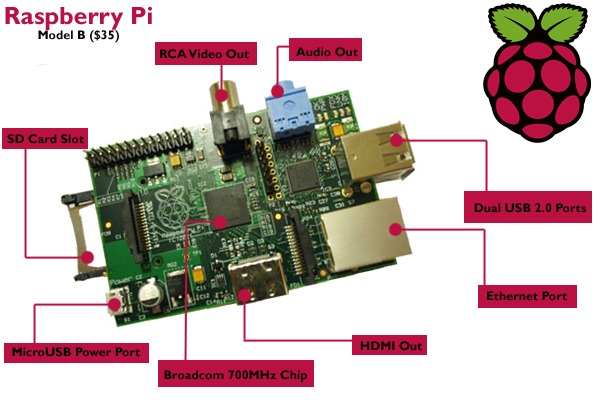 Raspberry Pi
Model B ($35)
RCA Video Out
Audio Out
SD Card Slot
Dual USB 2.0 Ports
Ethernet Port
MicroUSB Power Port
HDMI Out
Broadcom 700MHz Chip
Power